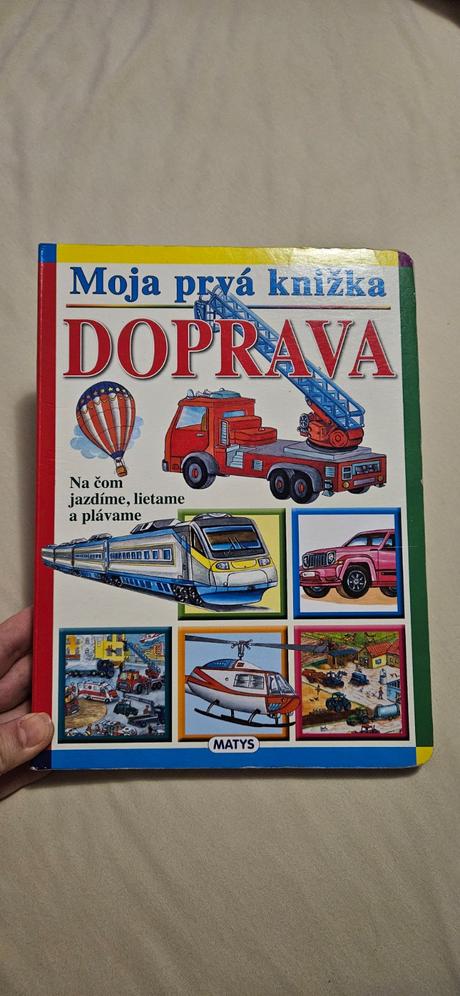 Moja prvá knižka
DOPRAVA
Na čom
jazdíme, lietame
a plávame
MATYS